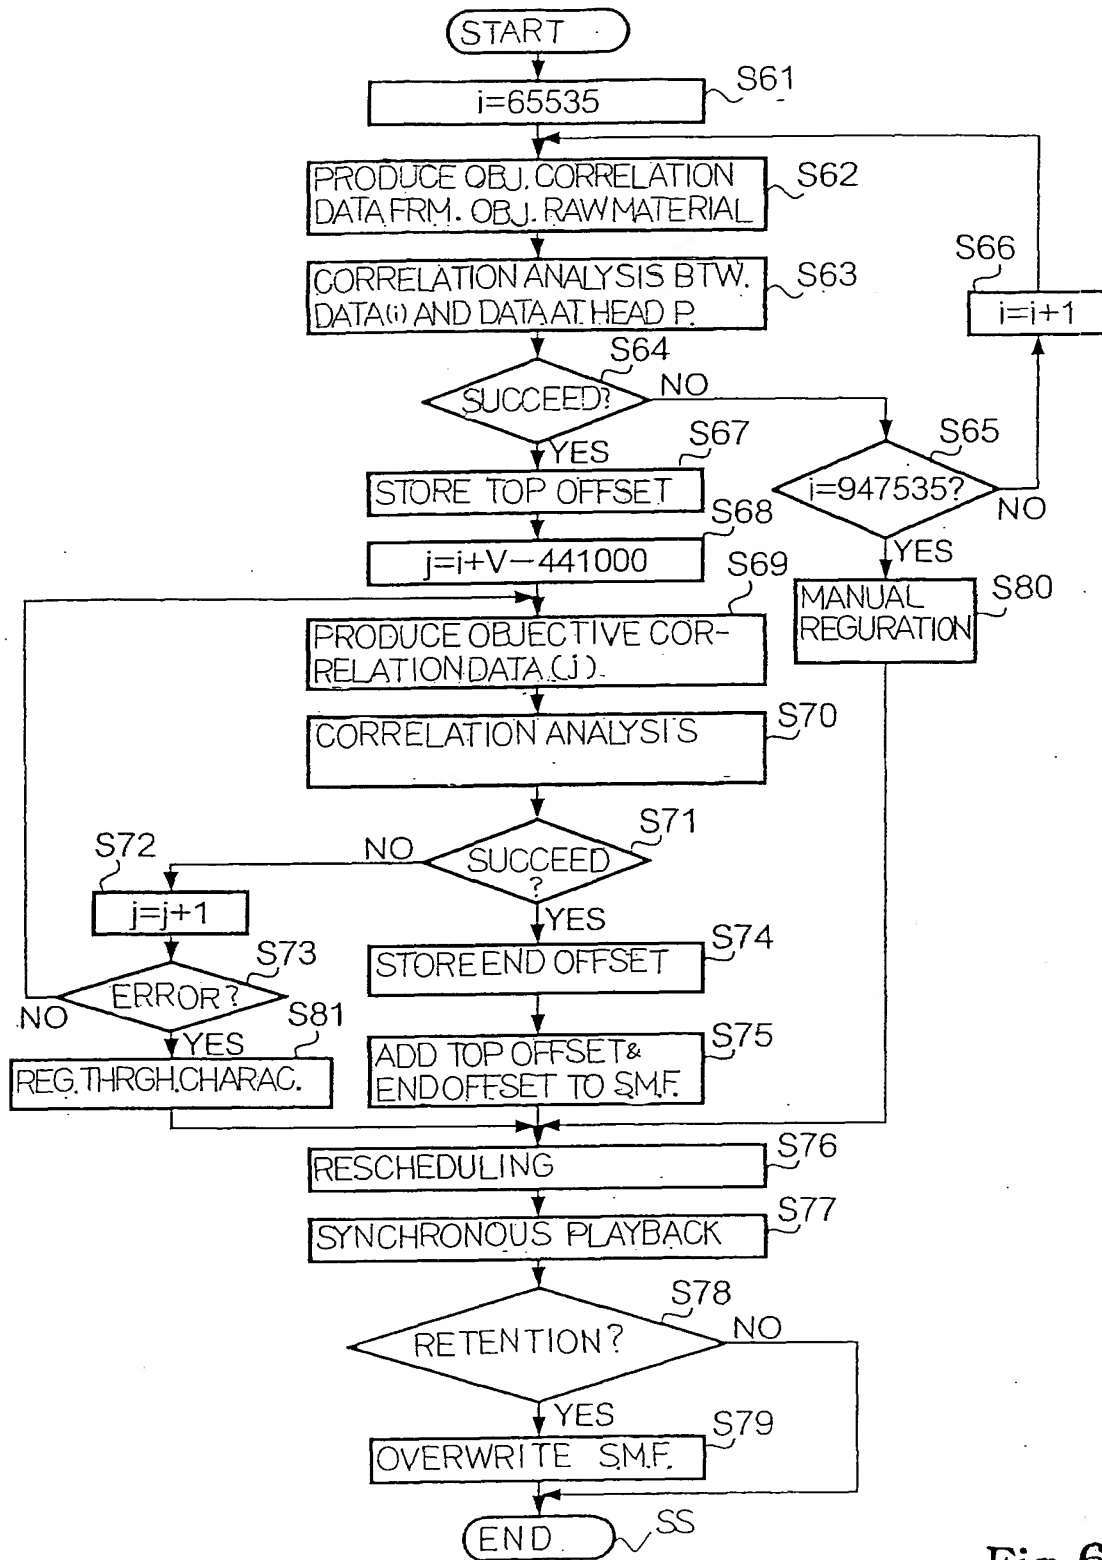 START
S61
i=65535
PRODUCE OBJ. CORRELATION
DATA FRM. OBJ. RAW MATERIAL
S62
CORRELATION ANALYSIS BTW.
DATA(i) AND DATA AT HEAD P.
S63
S66
i=i+1
S64
SUCCEED?
NO
YES
S65
i=947535?
NO
YES
S67
STORE TOP OFFSET
S68
j=i+V-441000
S69
PRODUCE OBJECTIVE COR-
RELATION DATA (j)
S80
MANUAL
REGURATION
S70
CORRELATION ANALYSIS
S71
SUCCEED
?
NO
YES
S72
j=j+1
S73
ERROR?
NO
YES
S81
REG. THRGH. CHARAC.
S74
STORE END OFFSET
S75
ADD TOP OFFSET &
END OFFSET TO S.M.F.
S76
RESCHEDULING
S77
SYNCHRONOUS PLAYBACK
S78
RETENTION?
NO
YES
S79
OVERWRITE S.M.F.
END
SS
Fig. 6